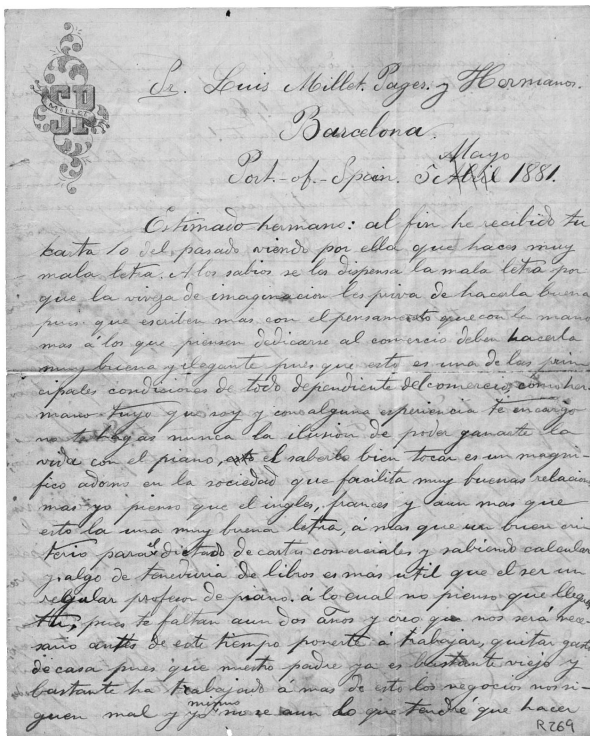 MILLET
Sr. Luis Millet. Pages. y Hermanos.
Barcelona.
Mayo
Port-of-Spain. 5 Abril 1881.
Estimado hermano: al fin he recibido tu
carta 10 del pasado viendo por ella que haces muy
mala letra. A los sabios se les dispensa la mala letra por
que la viveza de imaginacion les priva de hacerla buena
pues que escriben mas con el pensamento que con la mano
mas á los que piensen dedicarse al comercio deben hacerla
muy buena y elegante pues que esto es una de las prin-
cipales condiciones de todo dependiente del comercio, como her
mano tuyo que soy y con alguna esperiencia te encargo
no te hagas nunca la ilusion de poder ganarte la
vida con el piano, el saberlo bien tocar es un magni-
fico adorno en la sociedad que facilita muy buenas relacion
mas yo pienso que el ingles, frances y aun mas que
esto la una muy buena letra, á mas que un buen cri
terio para el dictado de cartas comerciales y sabiendo calcular
y algo de teneduria de libros es mas util que el ser un
regular profesor de piano. á lo cual no pienso que llegues
tu, pues te faltan aun dos años y creo que nos será nece-
sario antes de este tiempo ponerte á trabajar, quitar gasto
de casa pues que nuestro padre ya es bastante viejo y
bastante ha trabajado á mas de esto los negocios nos si-
guen mal y yo mismo no se aun lo que tendré que hacer
R269